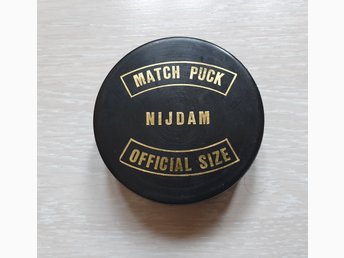 MATCH PUCK
NIJDAM
OFFICIAL SIZE